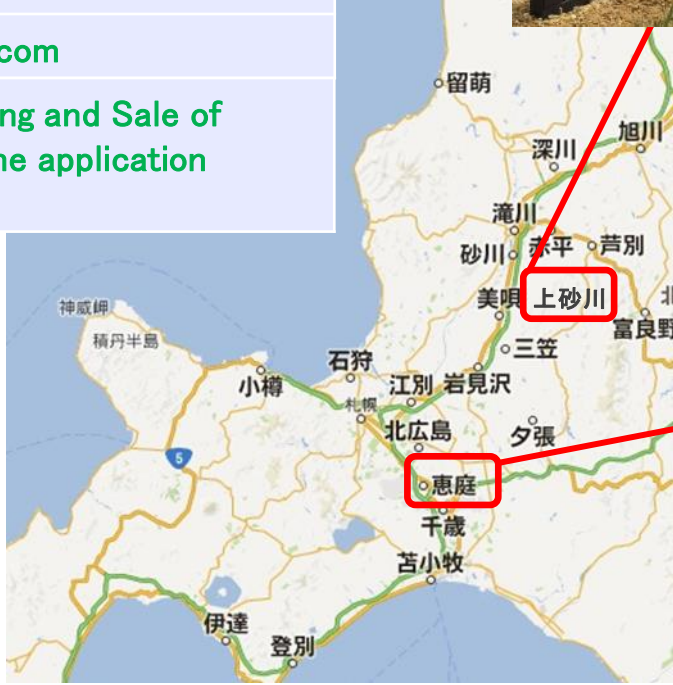 com
ng and Sale of
ne application
留萌
旭川
深川
滝川
赤平
芦別
砂川
美唄
上砂川
北
富良野
神威岬
積丹半島
三笠
石狩
小樽
江別
岩見沢
札幌
北広島
夕張
5
恵庭
千歳
苫小牧
伊達
登別